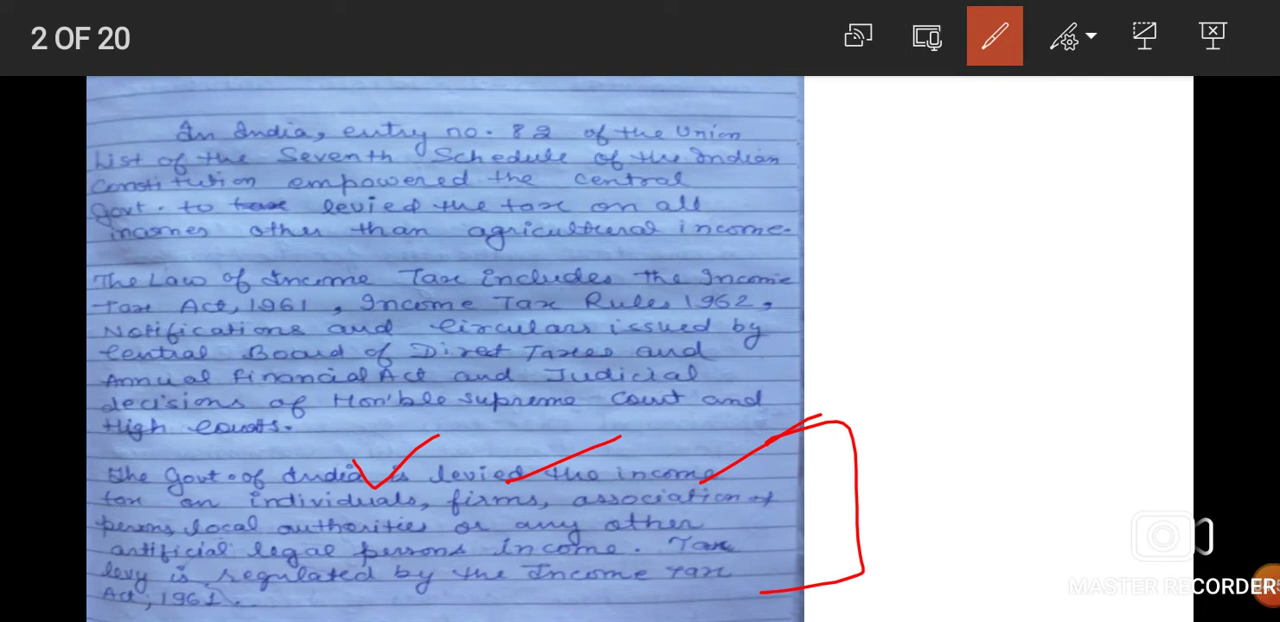 2 OF 20
In India, entry no. 82 of the Union
List of the Seventh Schedule of the Indian
Constitution empowered the central
Govt. to tax levied the tax on all
incomes other than agricultural income.
The Law of Income Tax includes the Income
Tax Act, 1961, Income Tax Rules 1962,
Notifications and Circulars issued by
Central Board of Direct Taxes and
Annual Financial Act and Judicial
decisions of Hon'ble Supreme Court and
High Courts.
The Govt. of India is levied the income
tax on individuals, firms, association of
persons, local authorities or any other
artificial legal persons income. Tax
levy is regulated by the Income Tax
Act, 1961.
MASTER RECORDER